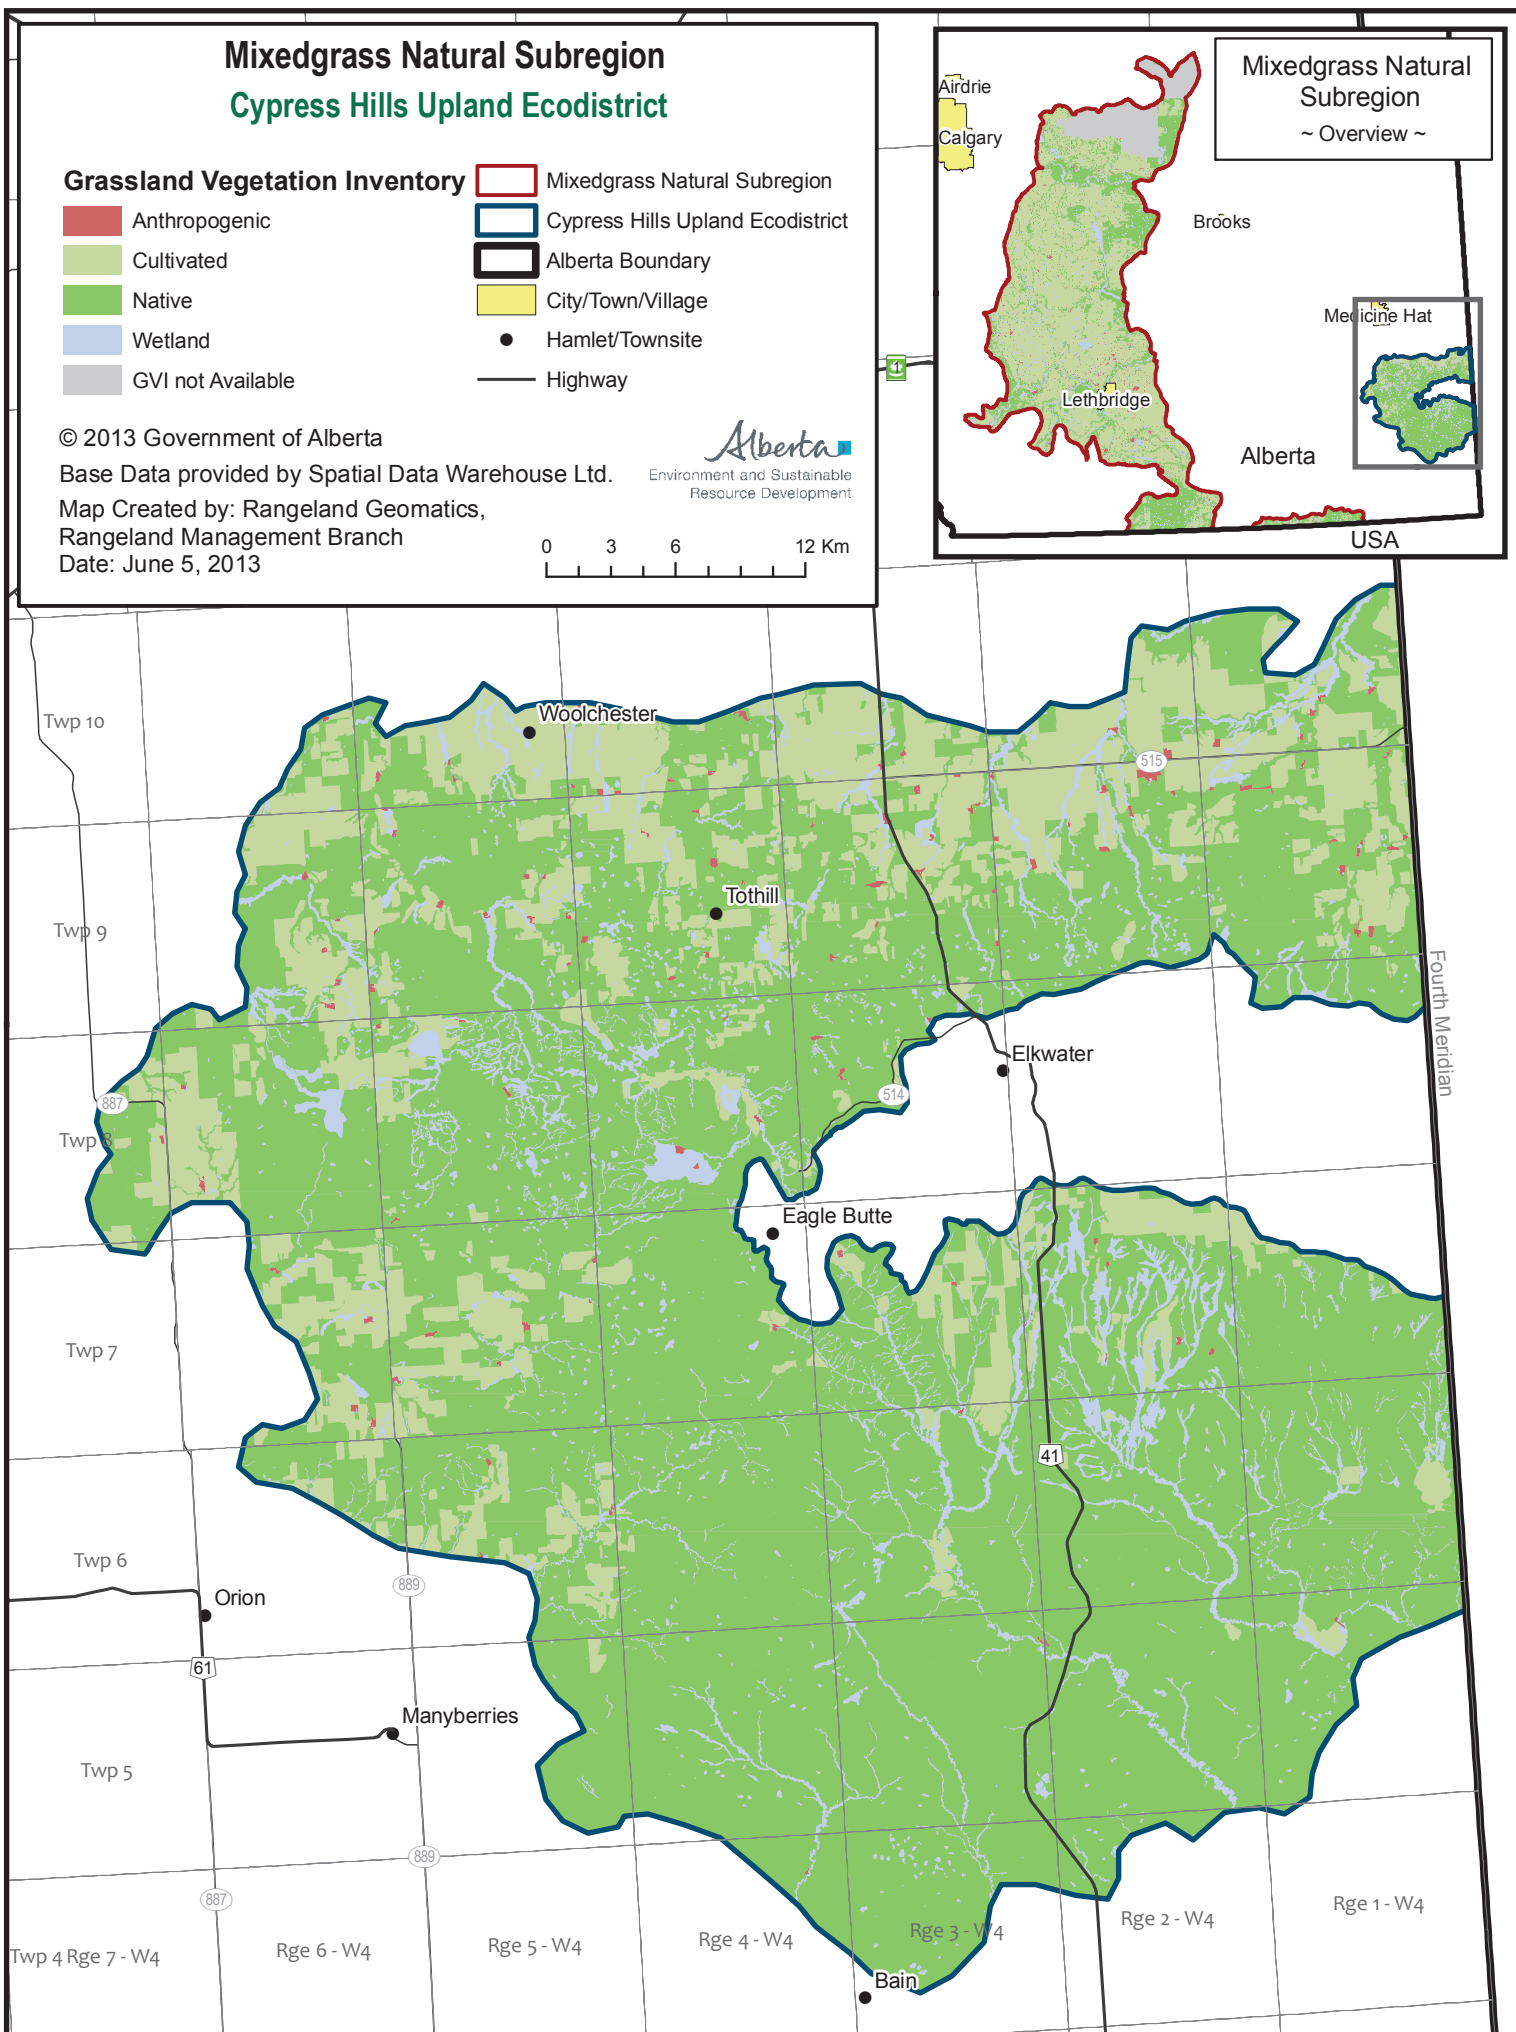 Mixedgrass Natural Subregion
Cypress Hills Upland Ecodistrict
Grassland Vegetation Inventory
Anthropogenic
Cultivated
Native
Wetland
GVI not Available
Mixedgrass Natural Subregion
Cypress Hills Upland Ecodistrict
Alberta Boundary
City/Town/Village
Hamlet/Townsite
Highway
© 2013 Government of Alberta
Base Data provided by Spatial Data Warehouse Ltd.
Map Created by: Rangeland Geomatics,
Rangeland Management Branch
Date: June 5, 2013
Alberta
Environment and Sustainable
Resource Development
0 3 6 12 Km
Mixedgrass Natural
Subregion
~ Overview ~
Airdrie
Calgary
Brooks
Medicine Hat
Lethbridge
Alberta
USA
1
Twp 10
Woolchester
515
Tothill
Twp 9
Fourth Meridian
Elkwater
887
514
Twp 8
Eagle Butte
Twp 7
41
Twp 6
889
Orion
61
Manyberries
Twp 5
889
887
Rge 1 - W4
Rge 2 - W4
Rge 3 - W4
Rge 4 - W4
Rge 5 - W4
Rge 6 - W4
Twp 4 Rge 7 - W4
Bain